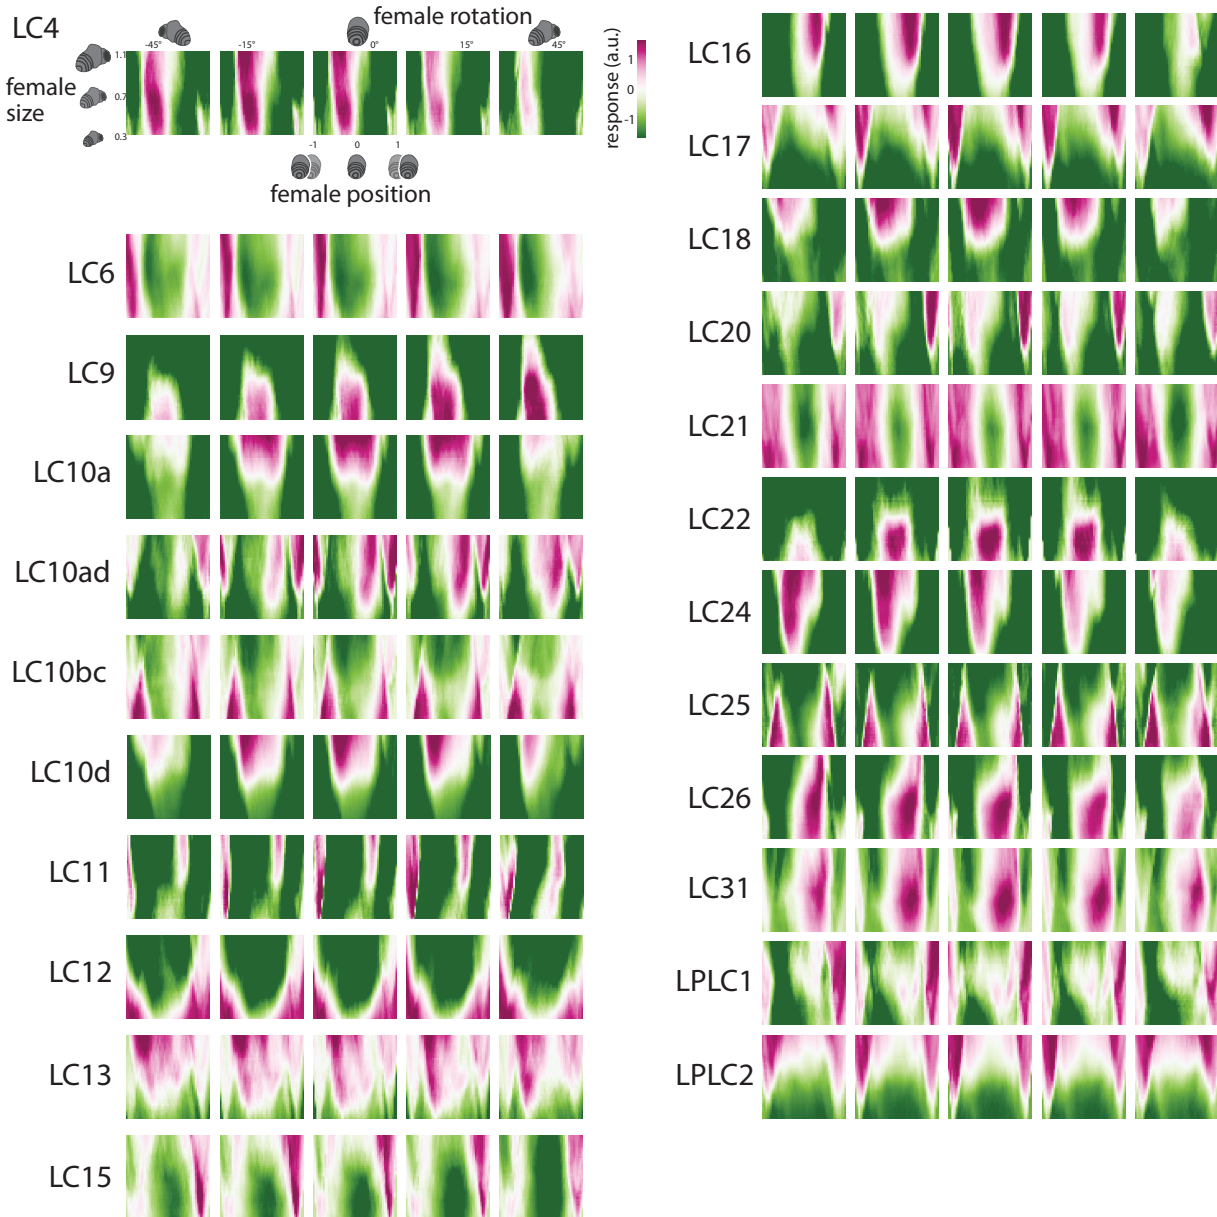 LC4
female rotation
-45°
-15°
0°
15°
45°
female
size
1.1
0.7
0.3
-1
0
1
female position
response (a.u.)
1
0
-1
LC6
LC9
LC10a
LC10ad
LC10bc
LC10d
LC11
LC12
LC13
LC15
LC16
LC17
LC18
LC20
LC21
LC22
LC24
LC25
LC26
LC31
LPLC1
LPLC2